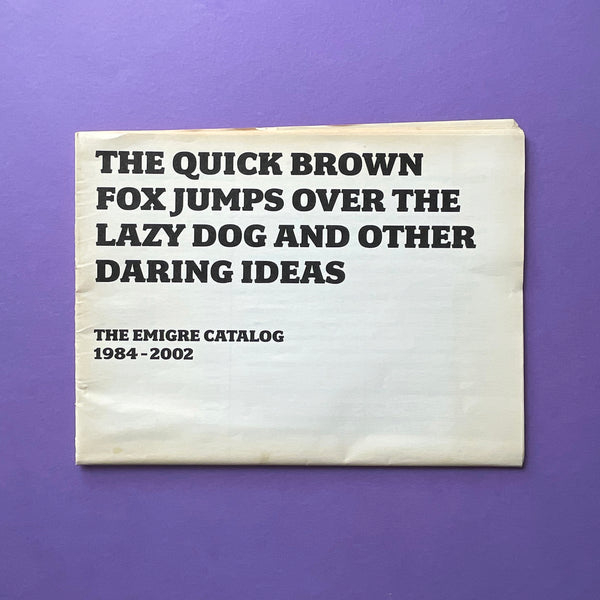 THE QUICK BROWN
FOX JUMPS OVER THE
LAZY DOG AND OTHER
DARING IDEAS
THE EMIGRE CATALOG
1984–2002